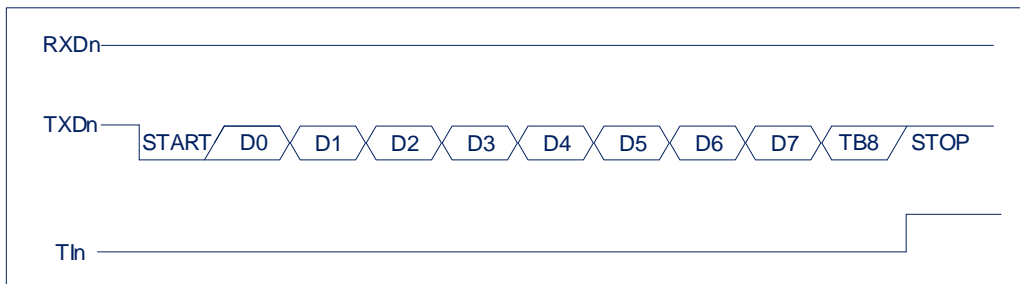 RXDn
TXDn
START D0 D1 D2 D3 D4 D5 D6 D7 TB8 STOP
TIn